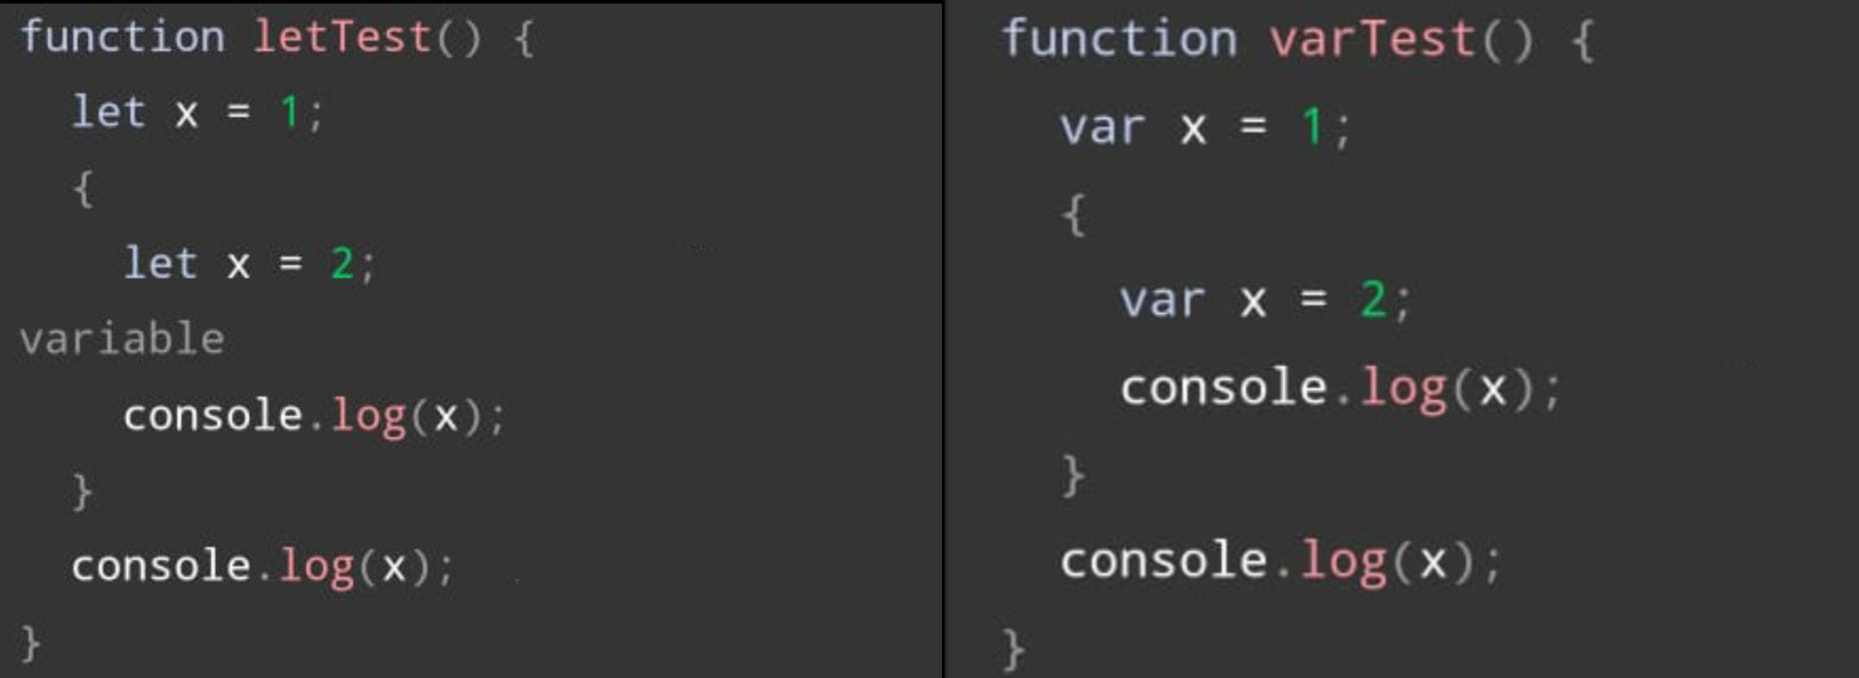 function letTest() {
let x = 1;
{
let x = 2;
variable
console.log(x);
}
console.log(x);
}
function varTest() {
var x = 1;
{
var x = 2;
console.log(x);
}
console.log(x);
}